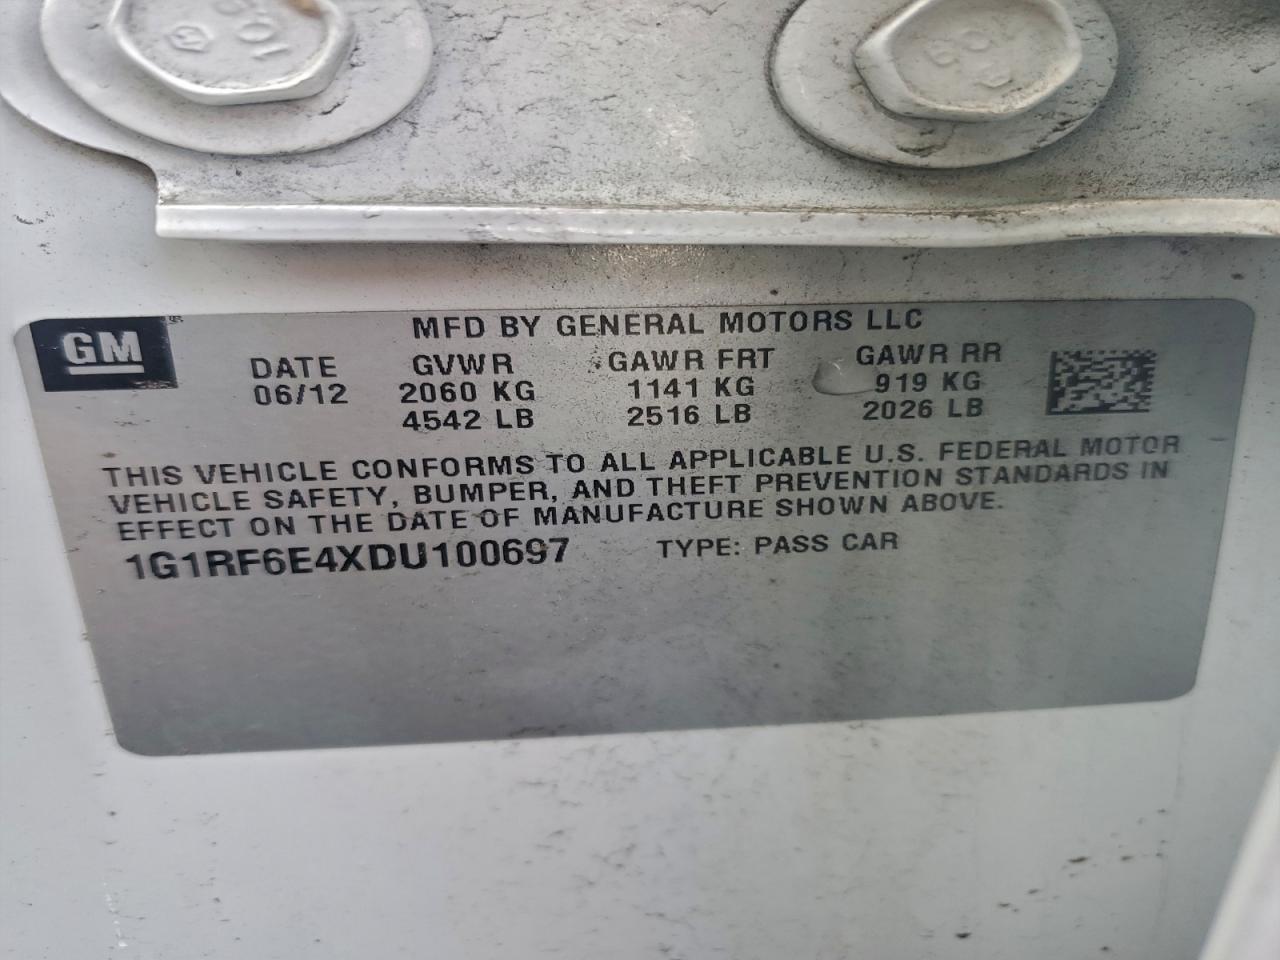 GM
MFD BY GENERAL MOTORS LLC
DATE GVWR GAWR FRT GAWR RR
06/12 2060 KG 1141 KG 919 KG
4542 LB 2516 LB 2026 LB
THIS VEHICLE CONFORMS TO ALL APPLICABLE U.S. FEDERAL MOTOR
VEHICLE SAFETY, BUMPER, AND THEFT PREVENTION STANDARDS IN
EFFECT ON THE DATE OF MANUFACTURE SHOWN ABOVE.
1G1RF6E4XDU100697 TYPE: PASS CAR